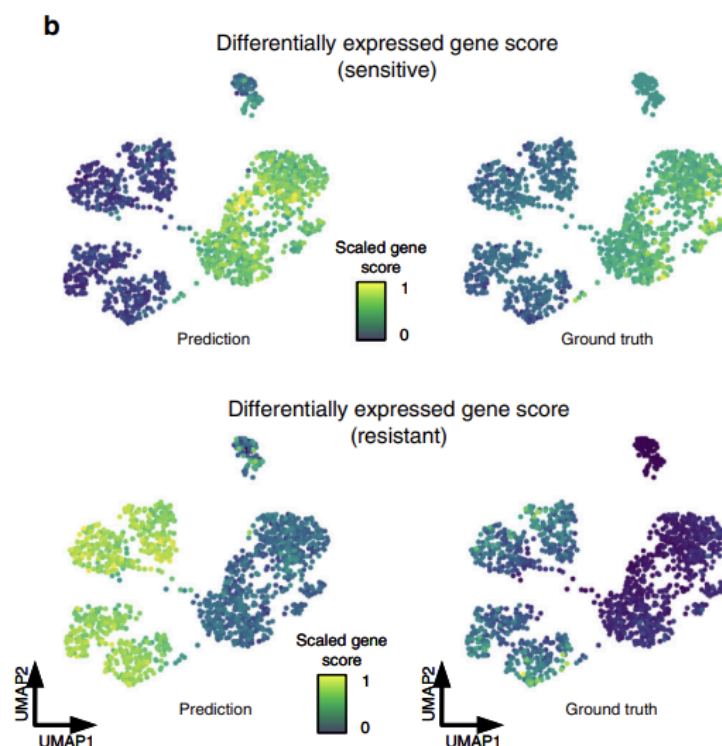 b
Differentially expressed gene score
(sensitive)
Scaled gene
score
1
0
Prediction
Ground truth
Differentially expressed gene score
(resistant)
Scaled gene
score
1
0
UMAP2
UMAP1
Prediction
UMAP2
UMAP1
Ground truth